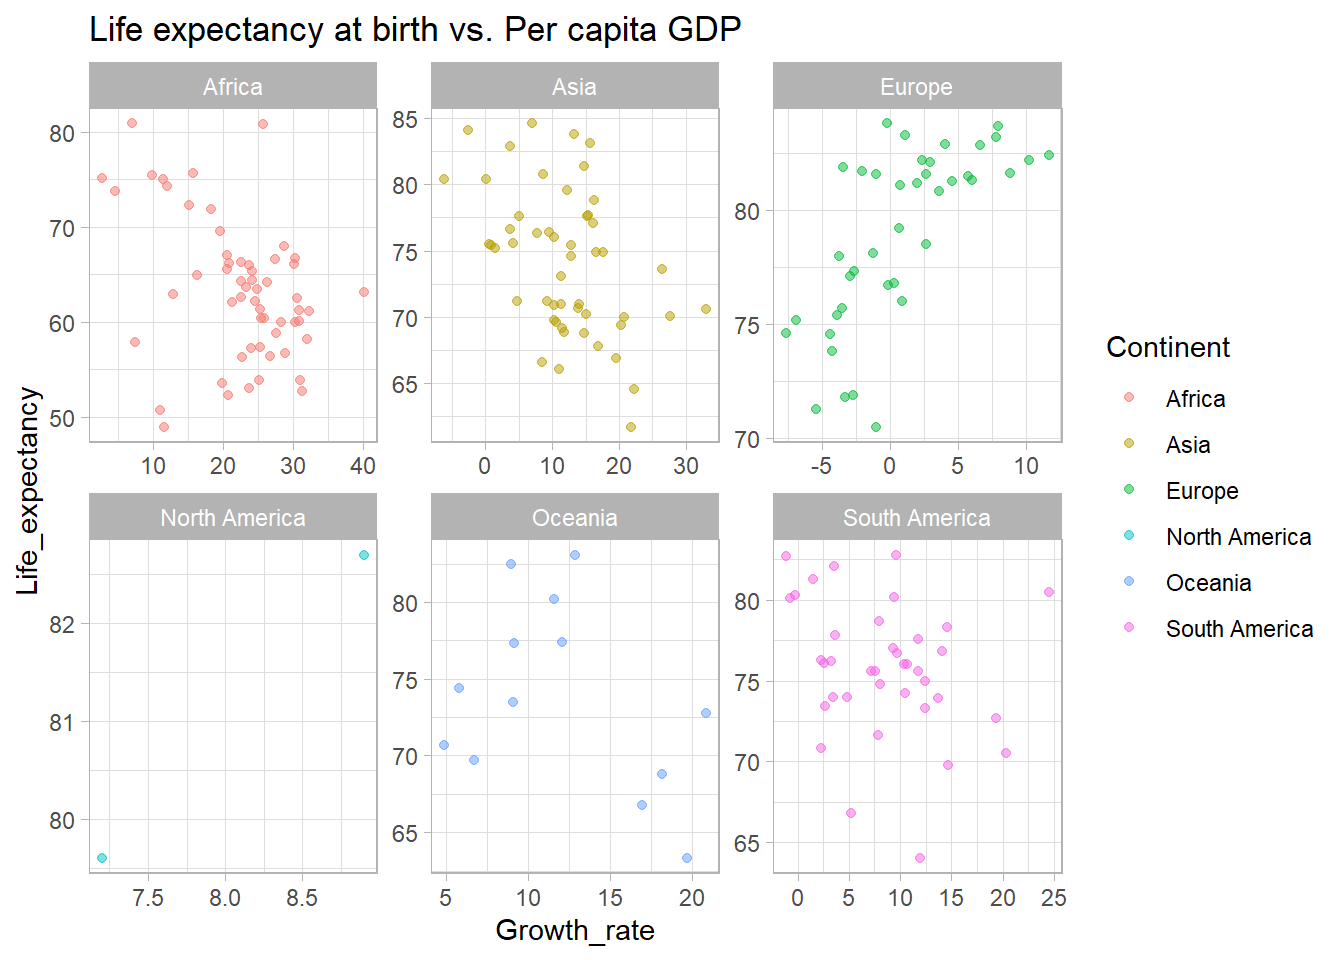 Life expectancy at birth vs. Per capita GDP
Africa
Asia
Europe
80
70
60
50
85
80
75
70
65
80
75
70
10 20 30 40
0 10 20 30
-5 0 5 10
Life_expectancy
North America
Oceania
South America
82
81
80
80
75
70
65
80
75
70
65
7.5 8.0 8.5
5 10 15 20
0 5 10 15 20 25
Growth_rate
Continent
Africa
Asia
Europe
North America
Oceania
South America